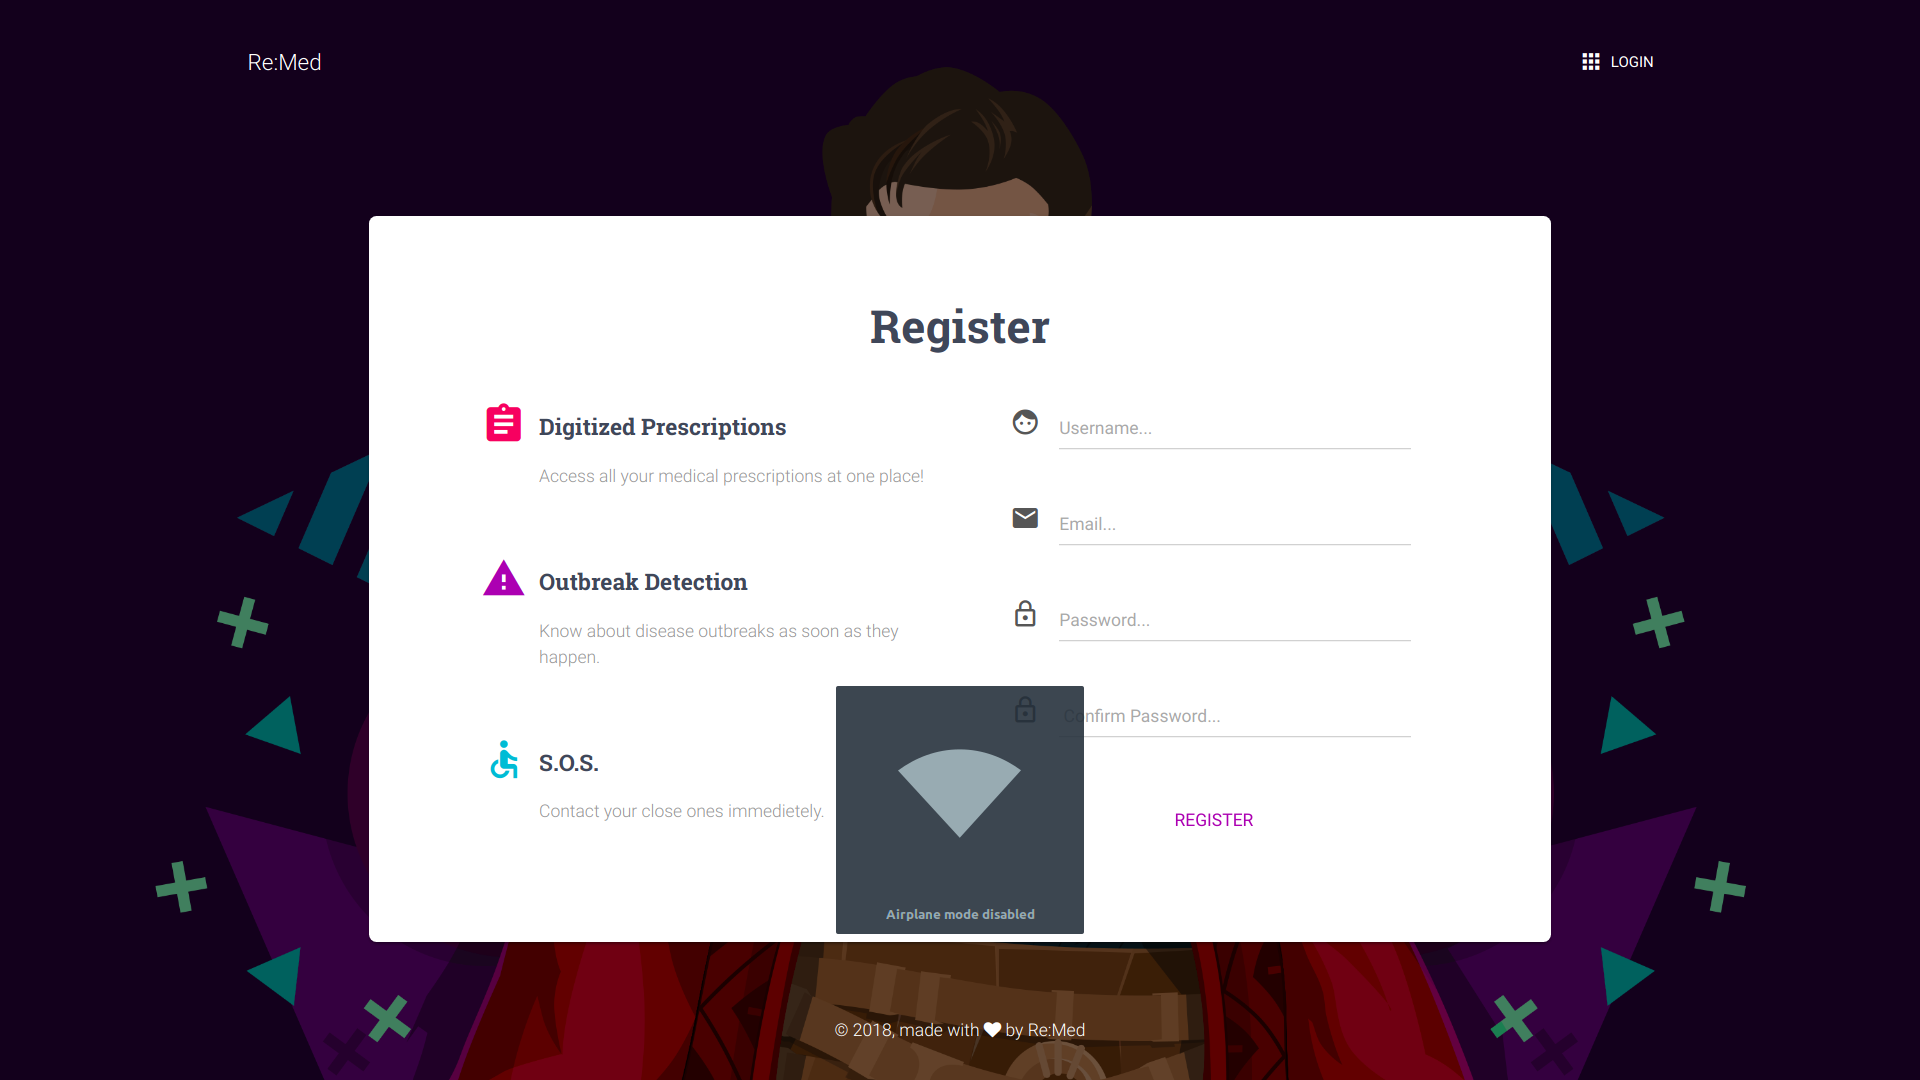 Re:Med
LOGIN
Register
Digitized Prescriptions
Access all your medical prescriptions at one place!
Outbreak Detection
Know about disease outbreaks as soon as they
happen.
S.O.S.
Contact your close ones immedietely.
Username...
Email...
Password...
Confirm Password...
REGISTER
Airplane mode disabled
© 2018, made with ♥ by Re:Med